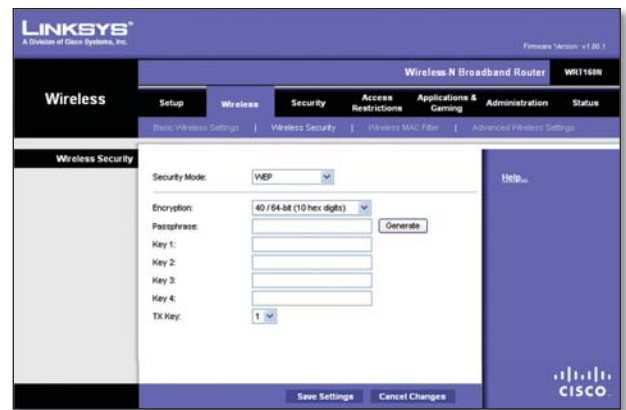 LINKSYS®
A Division of Cisco Systems, Inc.
Firmware Version: v1.00.1
Wireless-N Broadband Router WRT160N
Wireless
Setup Wireless Security Access Restrictions Applications & Gaming Administration Status
Basic Wireless Settings | Wireless Security | Wireless MAC Filter | Advanced Wireless Settings
Wireless Security
Security Mode: WEP
Help...
Encryption: 40 / 64-bit (10 hex digits)
Passphrase: Generate
Key 1:
Key 2:
Key 3:
Key 4:
TX Key: 1
Save Settings Cancel Changes
CISCO.